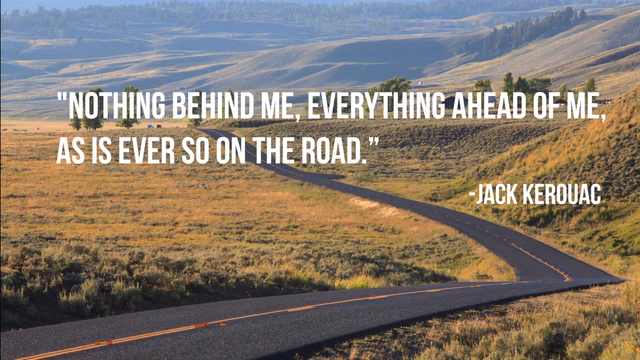 "NOTHING BEHIND ME, EVERYTHING AHEAD OF ME,
AS IS EVER SO ON THE ROAD.”
-JACK KEROUAC